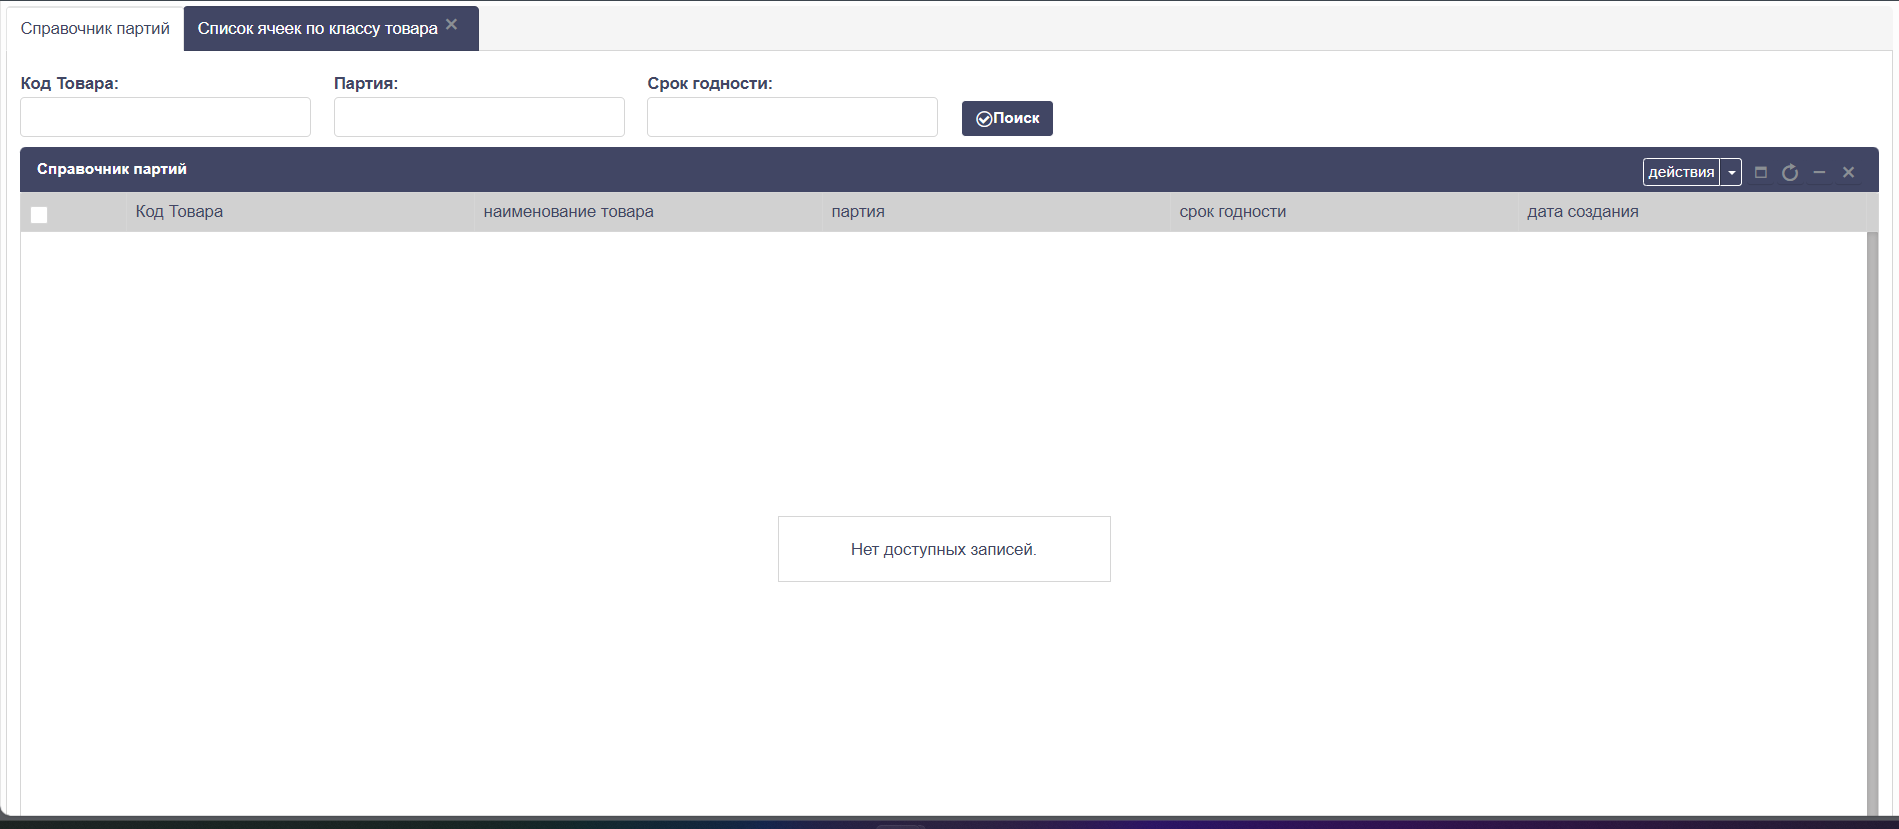 Справочник партий
Список ячеек по классу товара
Код Товара:
Партия:
Срок годности:
Поиск
Справочник партий
действия
Код Товара
наименование товара
партия
срок годности
дата создания
Нет доступных записей.